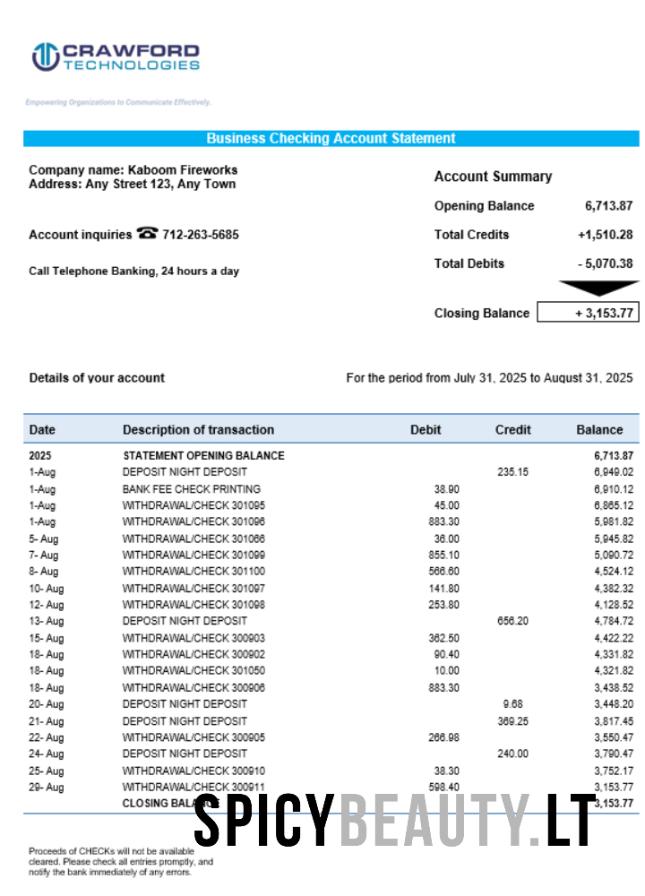 CRAWFORD
TECHNOLOGIES
Empowering Organizations to Communicate Effectively.
Business Checking Account Statement
Company name: Kaboom Fireworks
Address: Any Street 123, Any Town
Account inquiries ☎ 712-263-5685
Call Telephone Banking, 24 hours a day
Account Summary
Opening Balance 6,713.87
Total Credits +1,510.28
Total Debits - 5,070.38
Closing Balance + 3,153.77
Details of your account For the period from July 31, 2025 to August 31, 2025
Date Description of transaction Debit Credit Balance
2025 STATEMENT OPENING BALANCE 6,713.87
1-Aug DEPOSIT NIGHT DEPOSIT 235.15 6,949.02
1-Aug BANK FEE CHECK PRINTING 38.90 6,910.12
1-Aug WITHDRAWAL/CHECK 301095 45.00 6,865.12
1-Aug WITHDRAWAL/CHECK 301096 883.30 5,981.82
5- Aug WITHDRAWAL/CHECK 301066 36.00 5,945.82
7- Aug WITHDRAWAL/CHECK 301099 855.10 5,090.72
8- Aug WITHDRAWAL/CHECK 301100 566.60 4,524.12
10- Aug WITHDRAWAL/CHECK 301097 141.80 4,382.32
12- Aug WITHDRAWAL/CHECK 301098 253.80 4,128.52
13- Aug DEPOSIT NIGHT DEPOSIT 656.20 4,784.72
15- Aug WITHDRAWAL/CHECK 300903 362.50 4,422.22
18- Aug WITHDRAWAL/CHECK 300902 90.40 4,331.82
18- Aug WITHDRAWAL/CHECK 301050 10.00 4,321.82
18- Aug WITHDRAWAL/CHECK 300906 883.30 3,438.52
20- Aug DEPOSIT NIGHT DEPOSIT 9.68 3,448.20
21- Aug DEPOSIT NIGHT DEPOSIT 369.25 3,817.45
22- Aug WITHDRAWAL/CHECK 300905 266.98 3,550.47
24- Aug DEPOSIT NIGHT DEPOSIT 240.00 3,790.47
25- Aug WITHDRAWAL/CHECK 300910 38.30 3,752.17
29- Aug WITHDRAWAL/CHECK 300911 598.40 3,153.77
CLOSING BALANCE 3,153.77
SPICYBEAUTY.LT
Proceeds of CHECKs will not be available
cleared. Please check all entries promptly, and
notify the bank immediately of any errors.